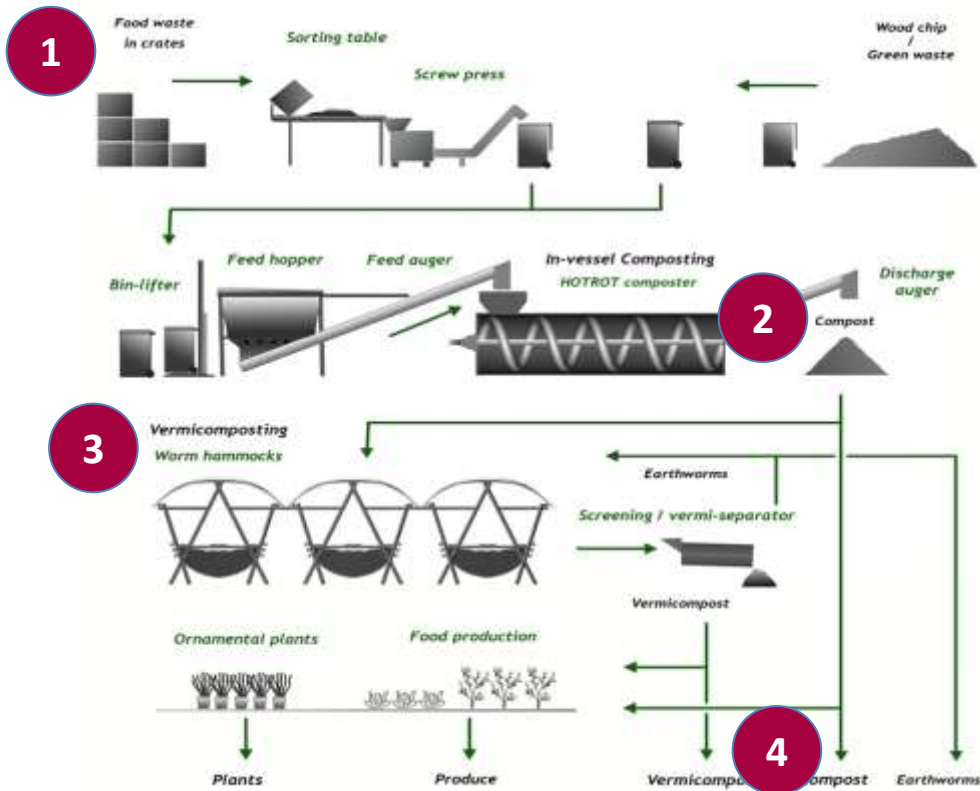 1
Food waste
in crates
Sorting table
Screw press
Wood chip
/
Green waste
Bin-lifter
Feed hopper
Feed auger
In-vessel Composting
HOTROT composter
2
Discharge
auger
Compost
3
Vermicomposting
Worm hammocks
Earthworms
Screening / vermi-separator
Vermicompost
Ornamental plants
Food production
4
Plants
Produce
Earthworms